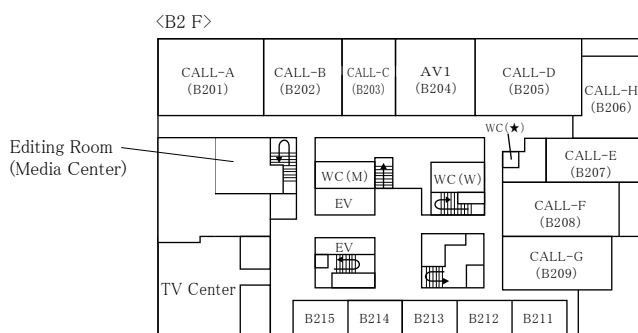 <B2 F>
CALL-A
(B201)
CALL-B
(B202)
CALL-C
(B203)
AV1
(B204)
CALL-D
(B205)
CALL-H
(B206)
WC(★)
Editing Room
(Media Center)
WC(M)
WC(W)
CALL-E
(B207)
EV
CALL-F
(B208)
EV
CALL-G
(B209)
TV Center
B215
B214
B213
B212
B211